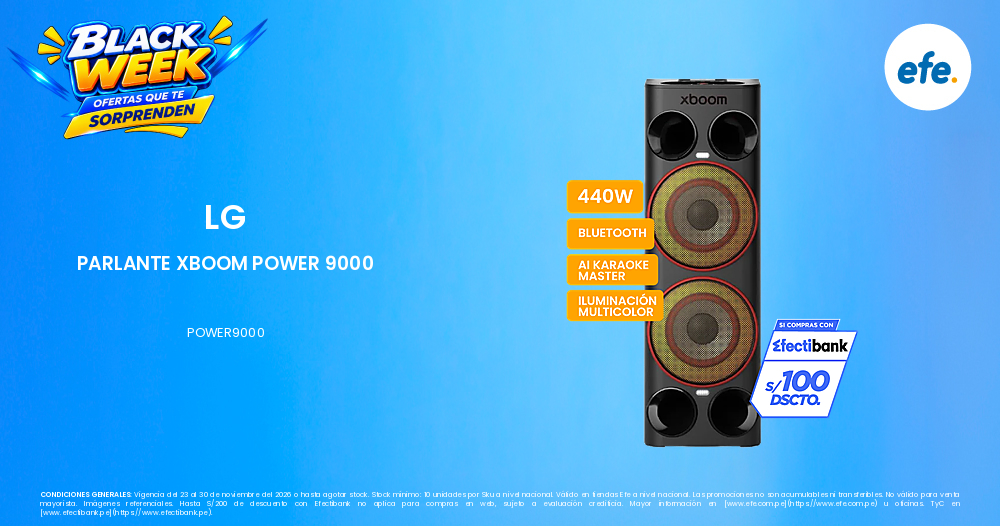 BLACK
WEEK
OFERTAS QUE TE
SORPRENDEN
efe.
xboom
LG
PARLANTE XBOOM POWER 9000
POWER9000
440W
BLUETOOTH
AI KARAOKE
MASTER
ILUMINACIÓN
MULTICOLOR
SI COMPRAS CON
Efectibank
S/100
DSCTO.
CONDICIONES GENERALES: Vigencia del 23 al 30 de noviembre del 2026 o hasta agotar stock. Stock mínimo: 10 unidades por Sku a nivel nacional. Válido en tiendas Efe a nivel nacional. Las promociones no son acumulables ni transferibles. No válido para venta
mayorista. Imágenes referenciales. Hasta S/200 de descuento con Efectibank no aplica para compras en web, sujeto a evaluación crediticia. Mayor información en [www.efe.com.pe](https://www.efe.com.pe) u oficinas. TyC en
[www.efectibank.pe](https://www.efectibank.pe).